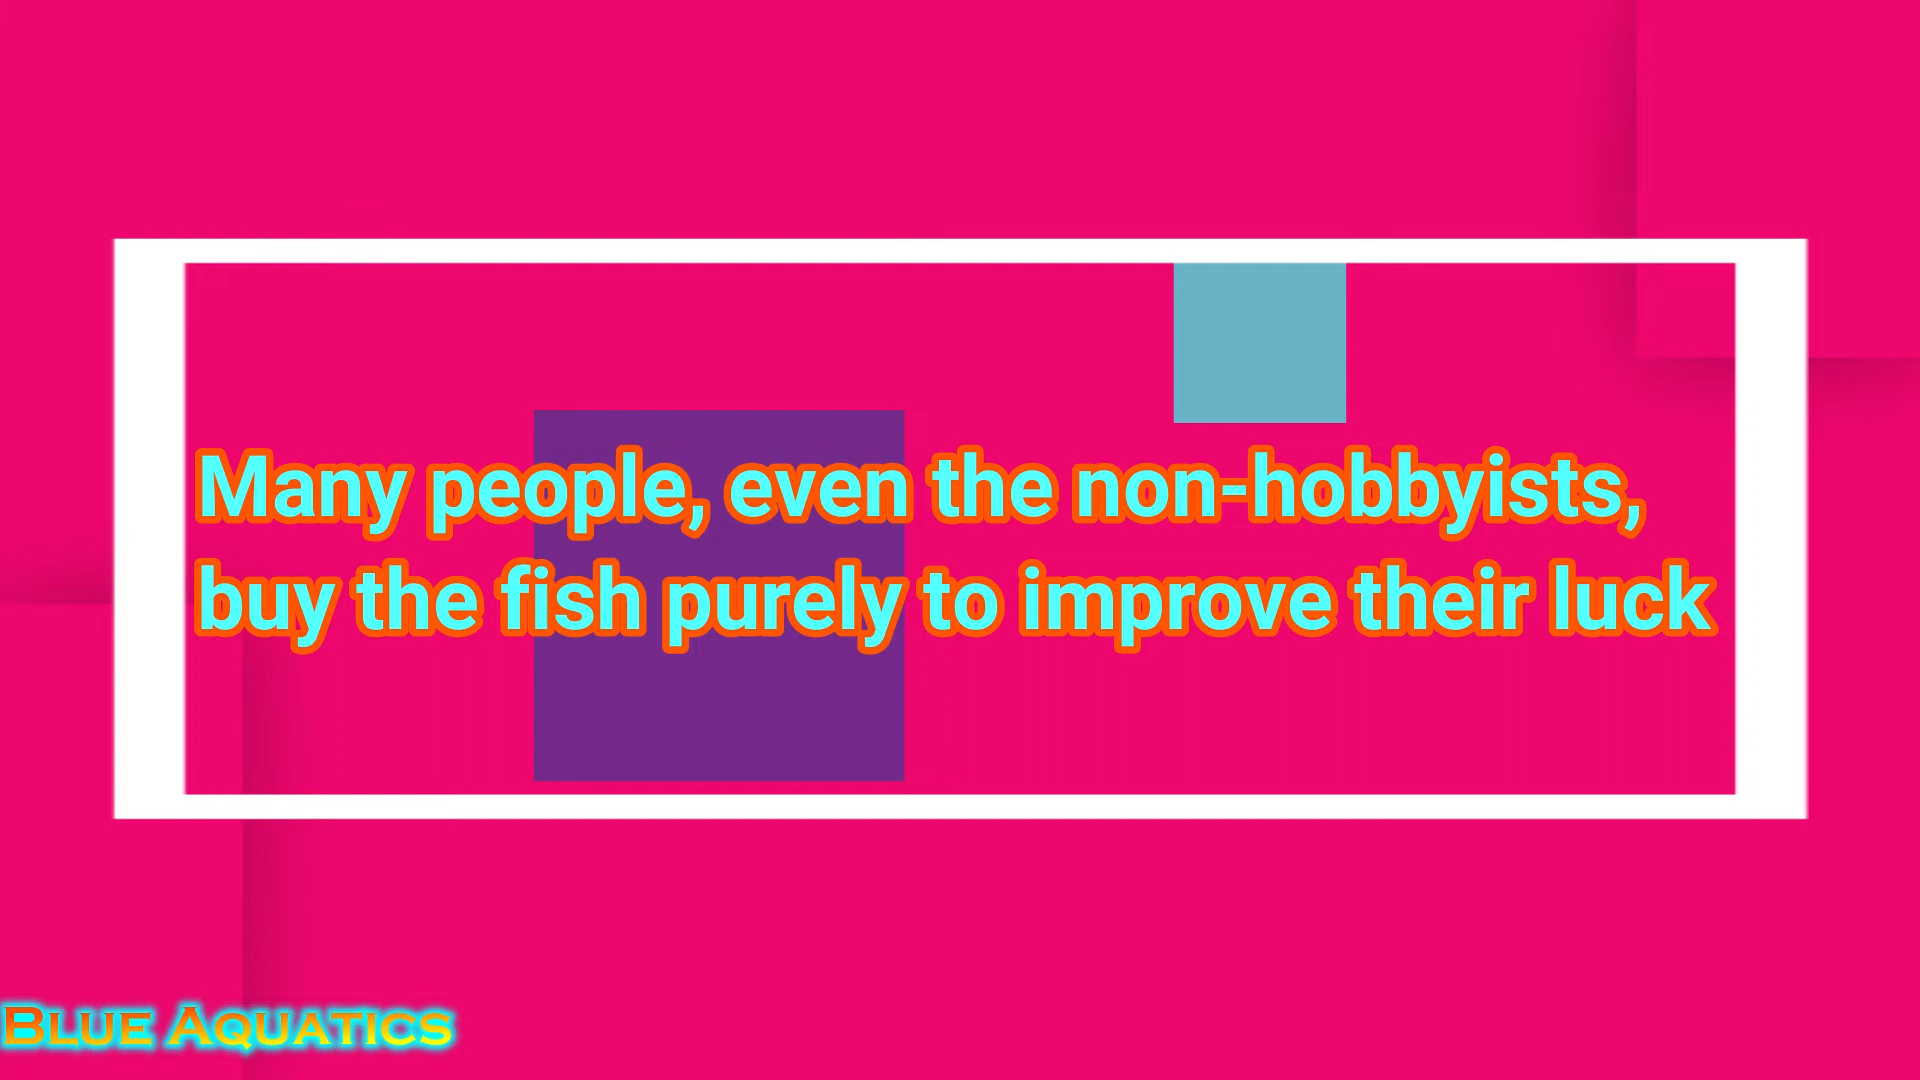 Many people, even the non-hobbyists,
buy the fish purely to improve their luck
Blue Aquatics